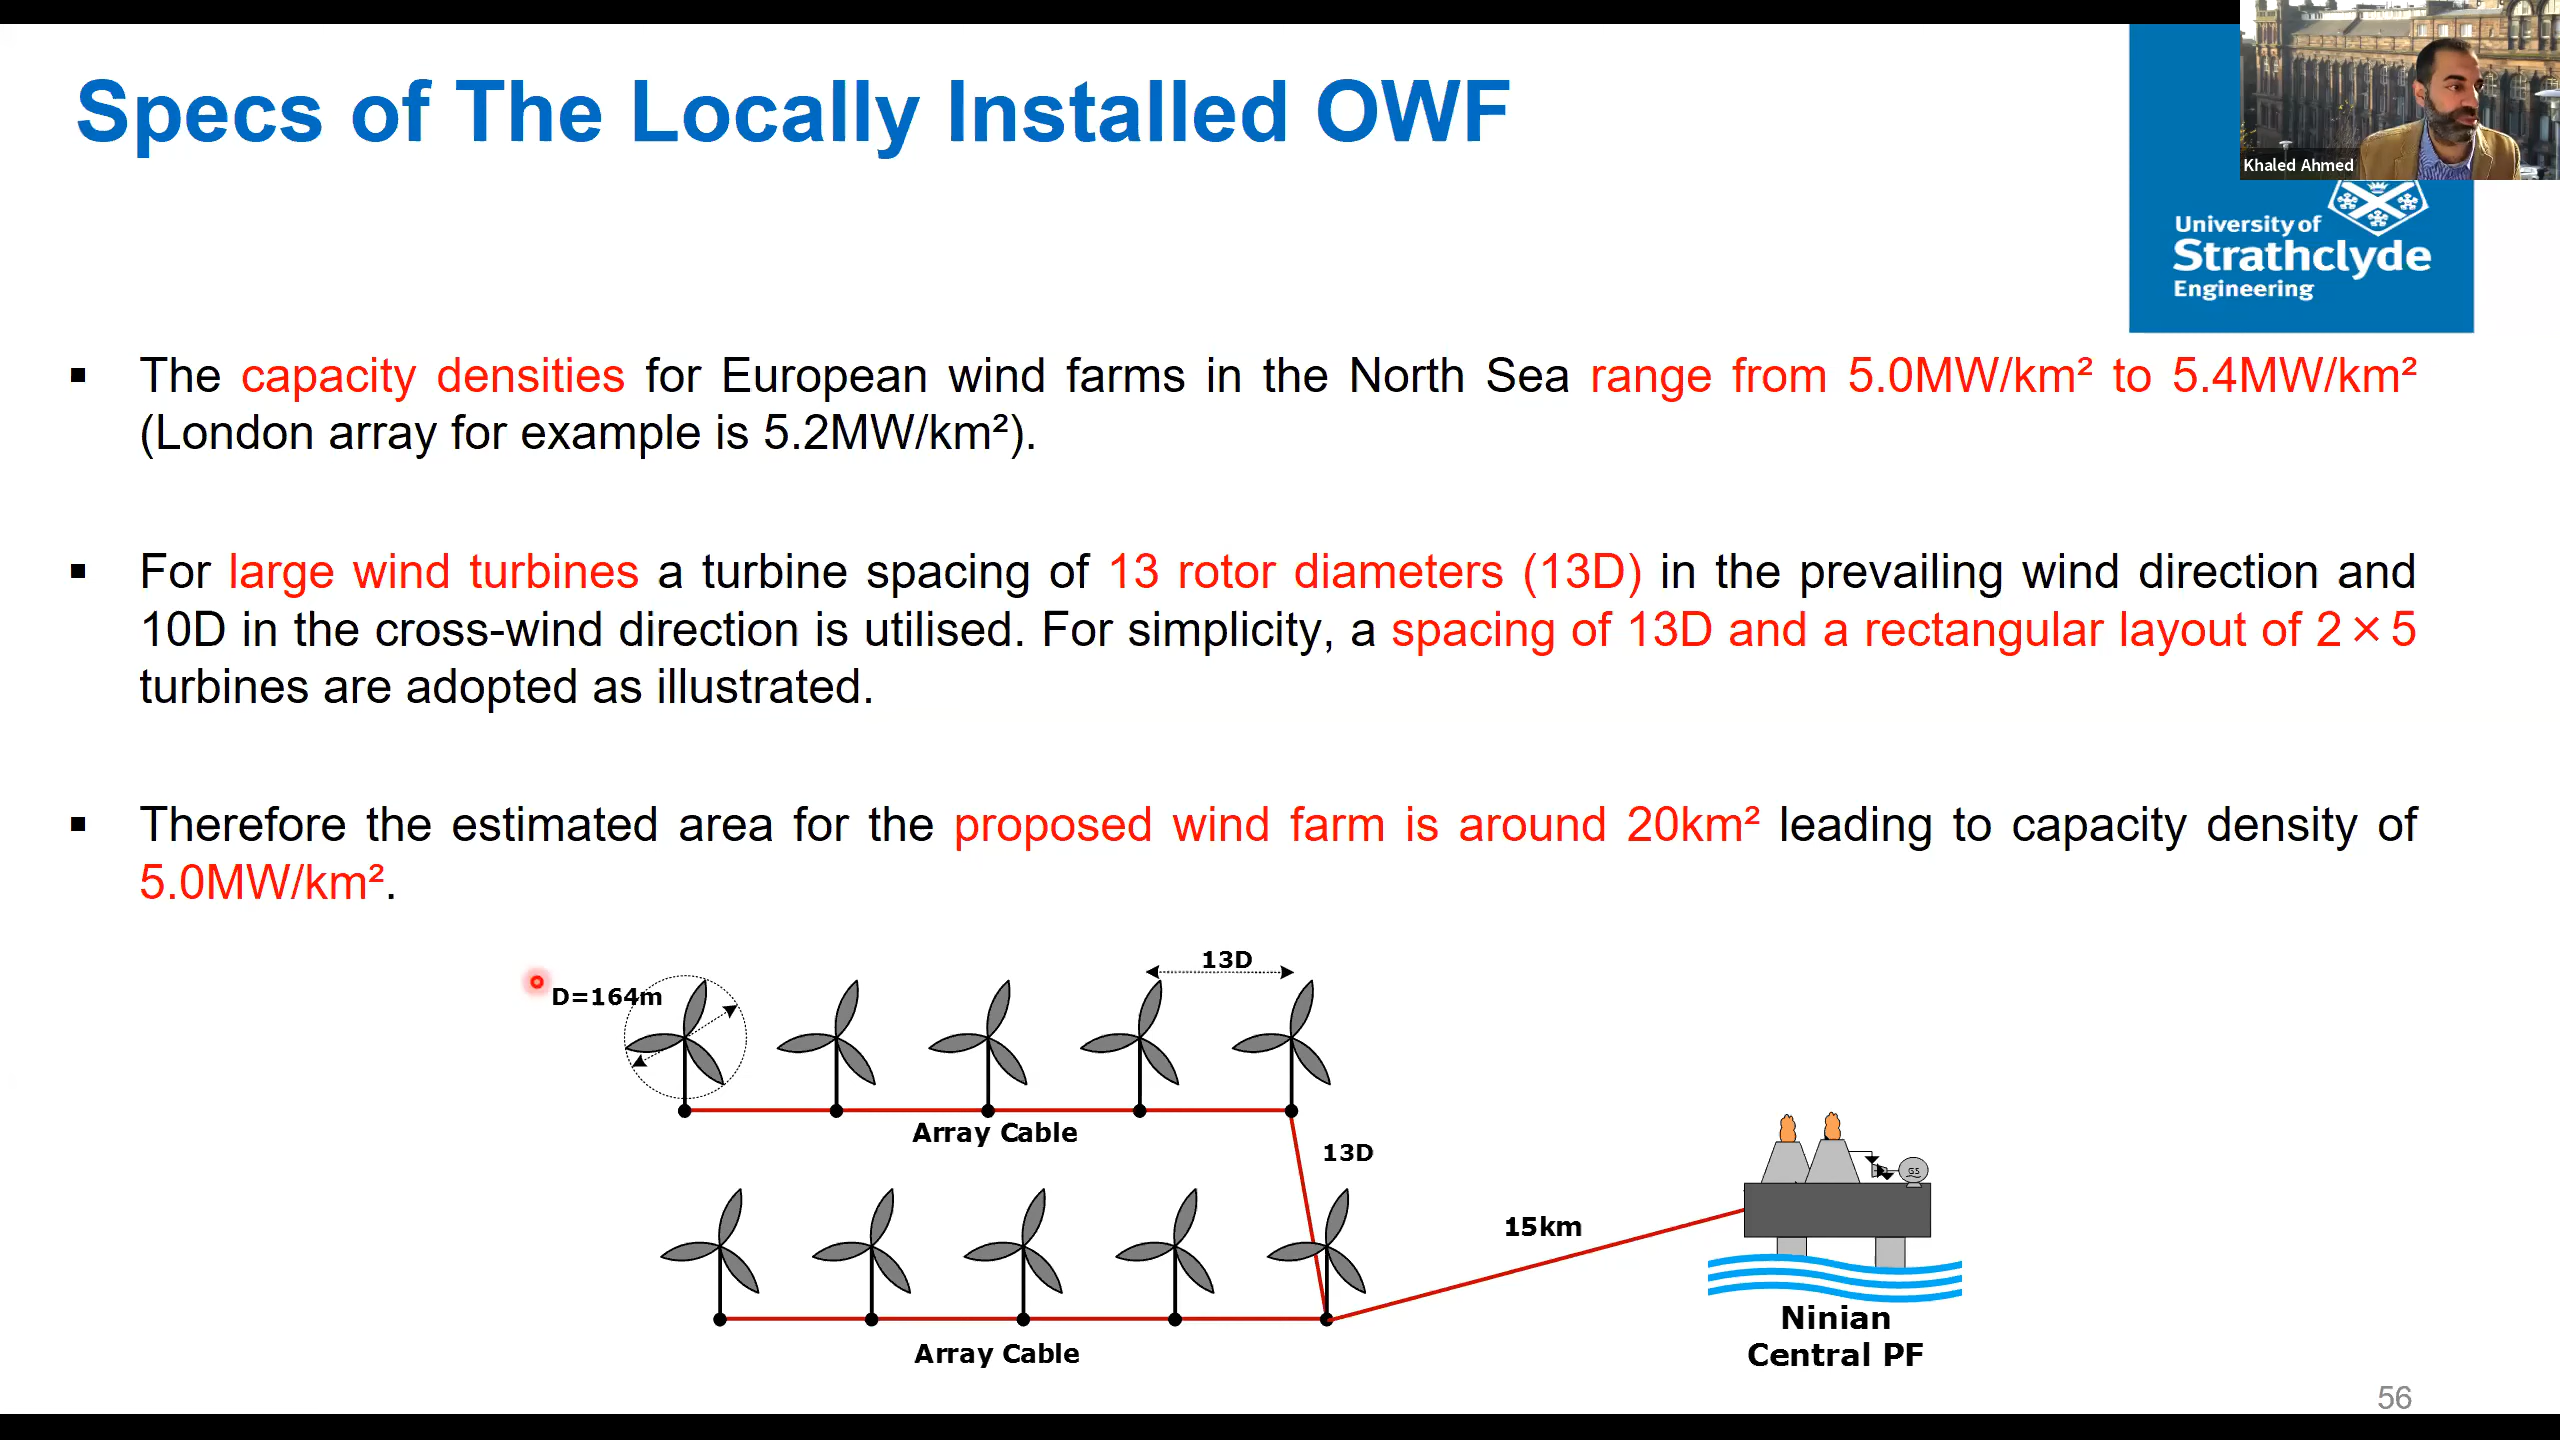 Specs of The Locally Installed OWF
Khaled Ahmed
University of
Strathclyde
Engineering
▪ The capacity densities for European wind farms in the North Sea range from 5.0MW/km² to 5.4MW/km²
(London array for example is 5.2MW/km²).
▪ For large wind turbines a turbine spacing of 13 rotor diameters (13D) in the prevailing wind direction and
10D in the cross-wind direction is utilised. For simplicity, a spacing of 13D and a rectangular layout of 2×5
turbines are adopted as illustrated.
▪ Therefore the estimated area for the proposed wind farm is around 20km² leading to capacity density of
5.0MW/km².
13D
D=164m
Array Cable
13D
GS
15km
Array Cable
Ninian
Central PF
56